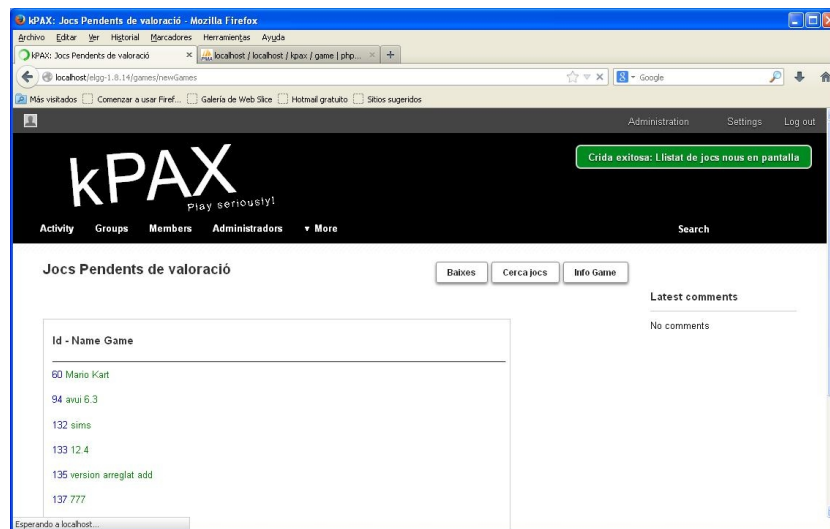 kPAX: Jocs Pendents de valoració - Mozilla Firefox
Archivo Editar Ver Historial Marcadores Herramientas Ayuda
kPAX: Jocs Pendents de valoració × localhost / localhost / kpax / game | php... × +
localhost/elgg-1.8.14/games/newGames
Google
Más visitados Comenzar a usar Firef... Galería de Web Slice Hotmail gratuito Sitios sugeridos
Administration Settings Log out
Crida exitosa: Llistat de jocs nous en pantalla
kPAX
Play seriously!
Activity Groups Members Administradors ▼ More Search
Jocs Pendents de valoració
Baixes Cerca jocs Info Game
Latest comments
No comments
Id - Name Game
60 Mario Kart
94 avui 6.3
132 sims
133 12.4
135 version arreglat add
137 777
Esperando a localhost...